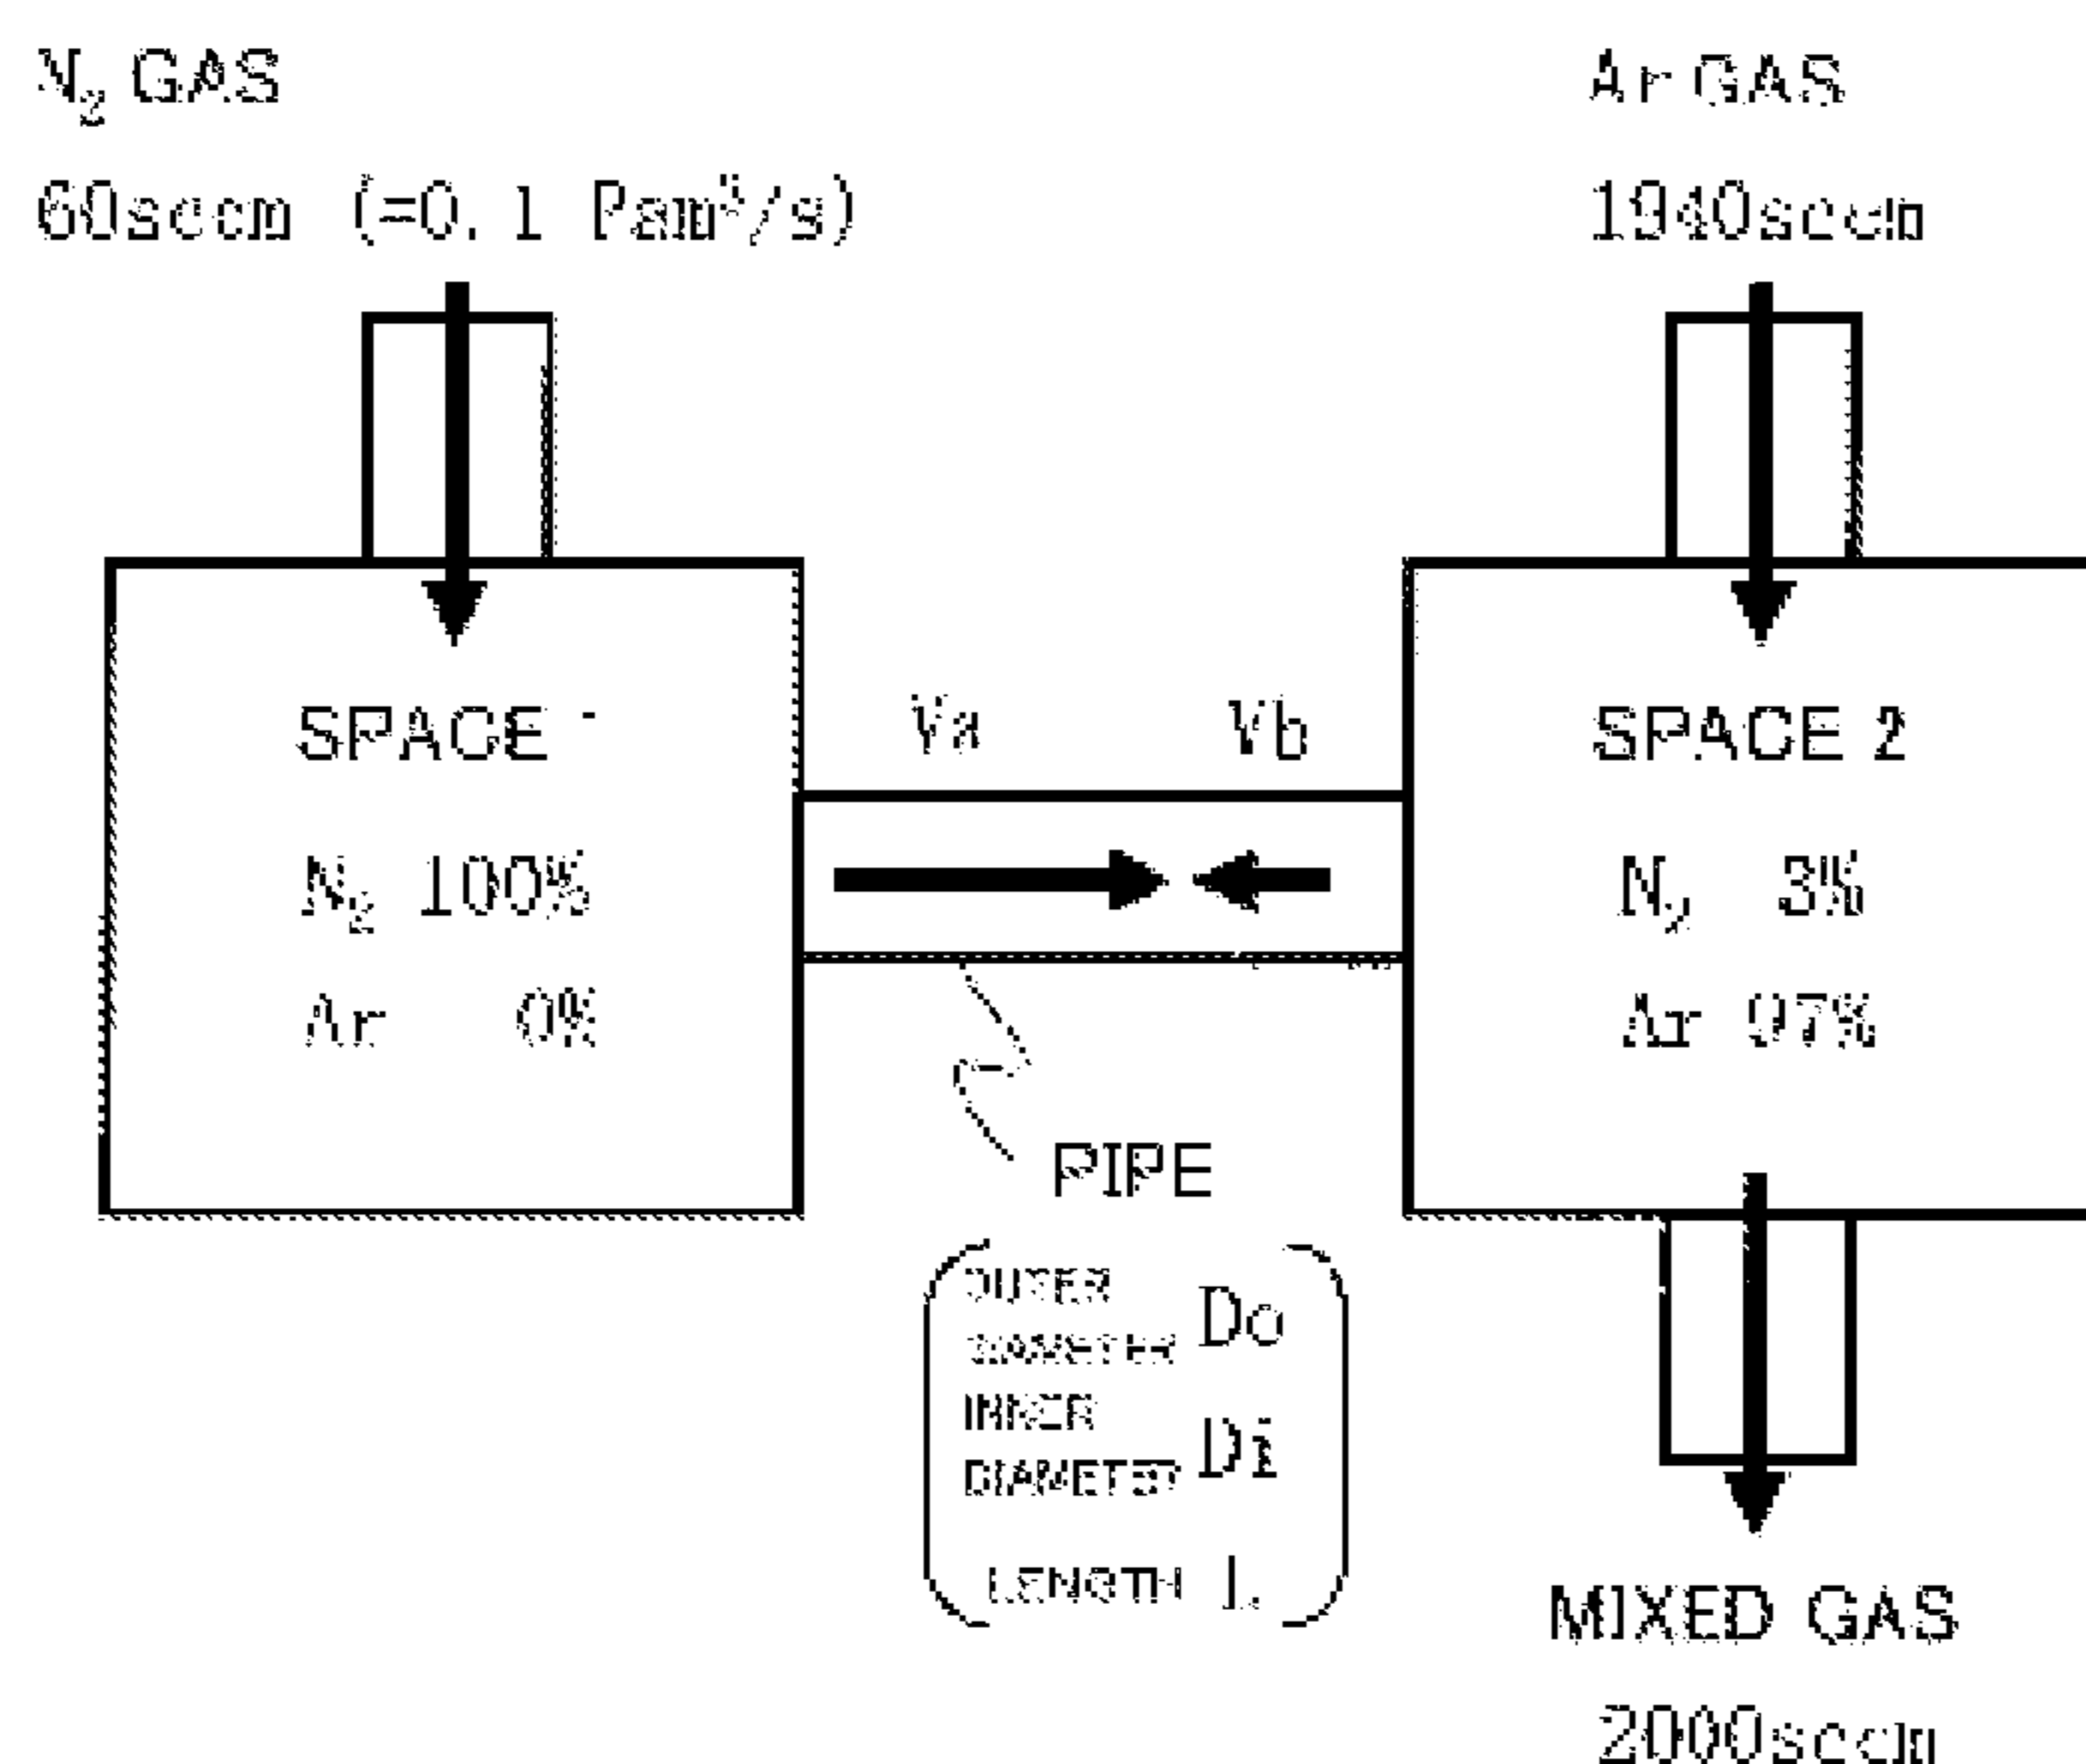 N₂ GAS
60sccm (=0.1 Pam³/s)
Ar GAS
1940sccm
SPACE
N₂ 100%
Ar 0%
Va
Vb
SPACE 2
N₂ 3%
Ar 97%
PIPE
OUTER
DIAMETER Do
INNER
DIAMETER Di
LENGTH L
MIXED GAS
2000sccm